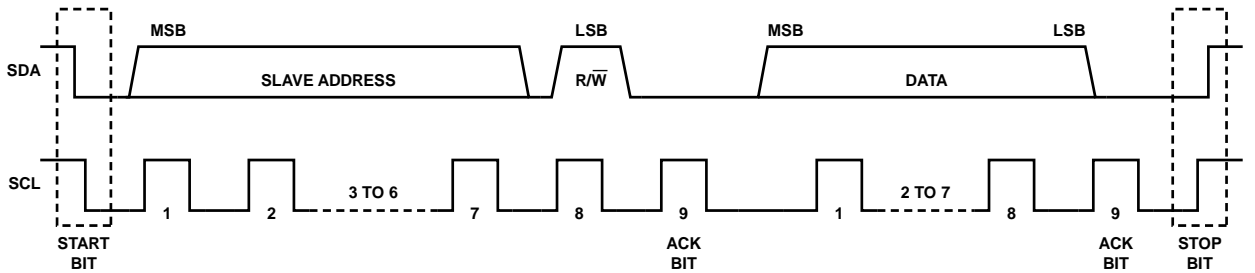 MSB LSB MSB LSB
SDA SLAVE ADDRESS R/W̅ DATA
SCL 3 TO 6 2 TO 7
1 2 7 8 9 1 8 9
START BIT ACK BIT ACK BIT STOP BIT